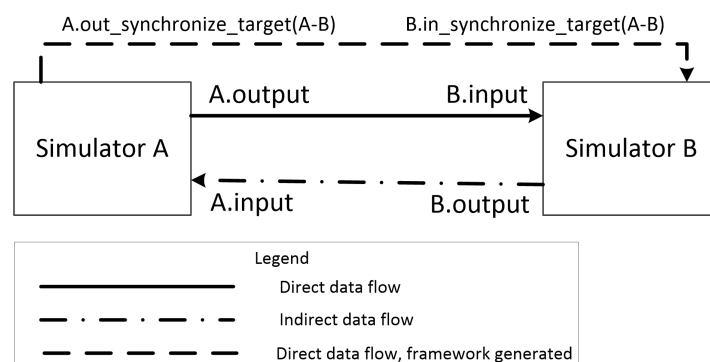 A.out_synchronize_target(A-B) B.in_synchronize_target(A-B)
A.output B.input
Simulator A Simulator B
A.input B.output
Legend
Direct data flow
Indirect data flow
Direct data flow, framework generated